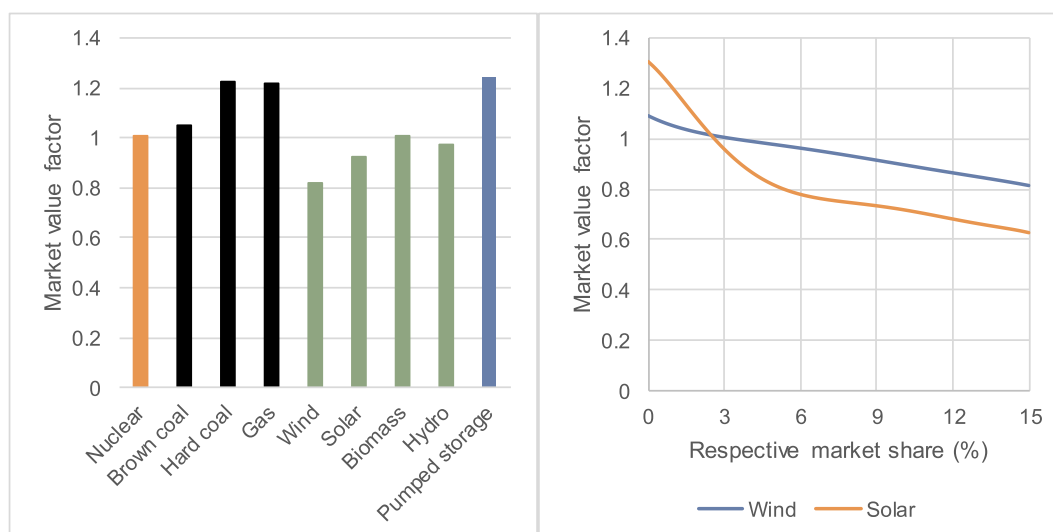 1.4
1.2
1
0.8
0.6
0.4
0.2
0
Market value factor
Nuclear
Brown coal
Hard coal
Gas
Wind
Solar
Biomass
Hydro
Pumped storage
1.4
1.2
1
0.8
0.6
0.4
0.2
0
Market value factor
0 3 6 9 12 15
Respective market share (%)
Wind Solar